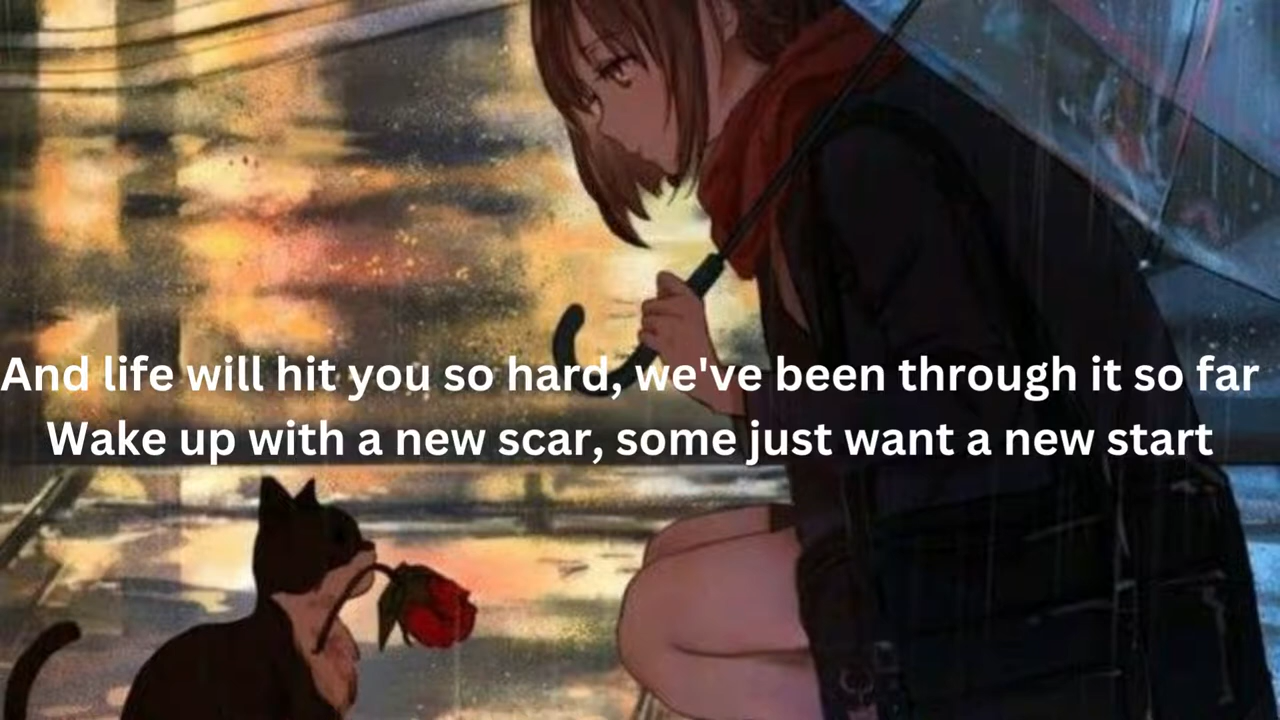 And life will hit you so hard, we've been through it so far
Wake up with a new scar, some just want a new start